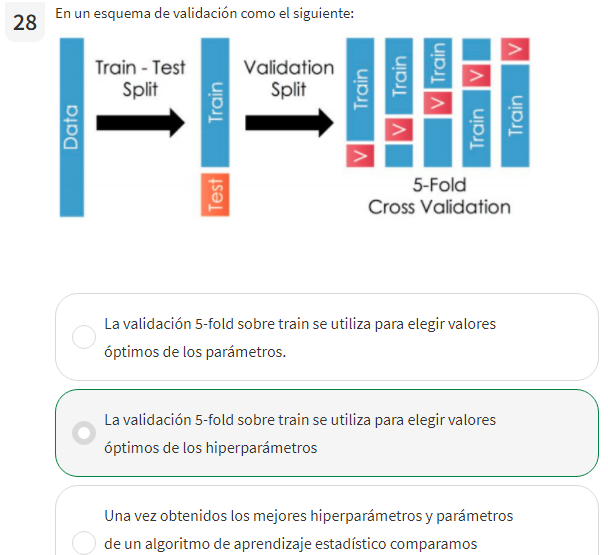 28
En un esquema de validación como el siguiente:
Data
Train - Test
Split
Train
Test
Validation
Split
Train
V
Train
V
Train
V
V
Train
V
Train
5-Fold
Cross Validation
La validación 5-fold sobre train se utiliza para elegir valores
óptimos de los parámetros.
La validación 5-fold sobre train se utiliza para elegir valores
óptimos de los hiperparámetros
Una vez obtenidos los mejores hiperparámetros y parámetros
de un algoritmo de aprendizaje estadístico comparamos